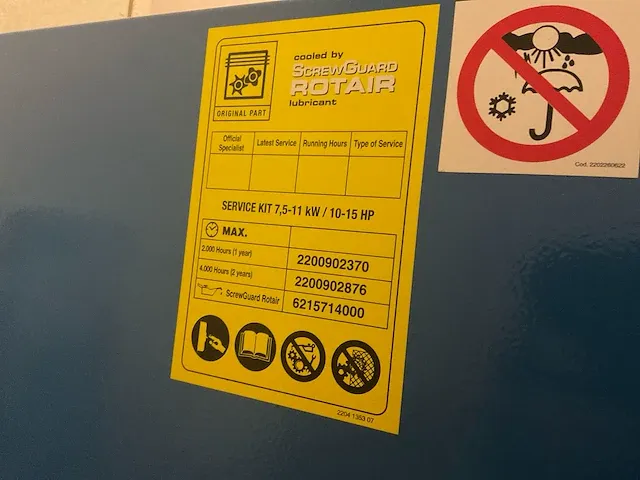 cooled by
SCREWGUARD
ROTAIR
lubricant
ORIGINAL PART
Official Specialist Latest Service Running Hours Type of Service
SERVICE KIT 7,5-11 kW / 10-15 HP
MAX.
2.000 Hours (1 year) 2200902370
4.000 Hours (2 years) 2200902876
ScrewGuard Rotair 6215714000
2204 1393 07
Cod. 2202260622